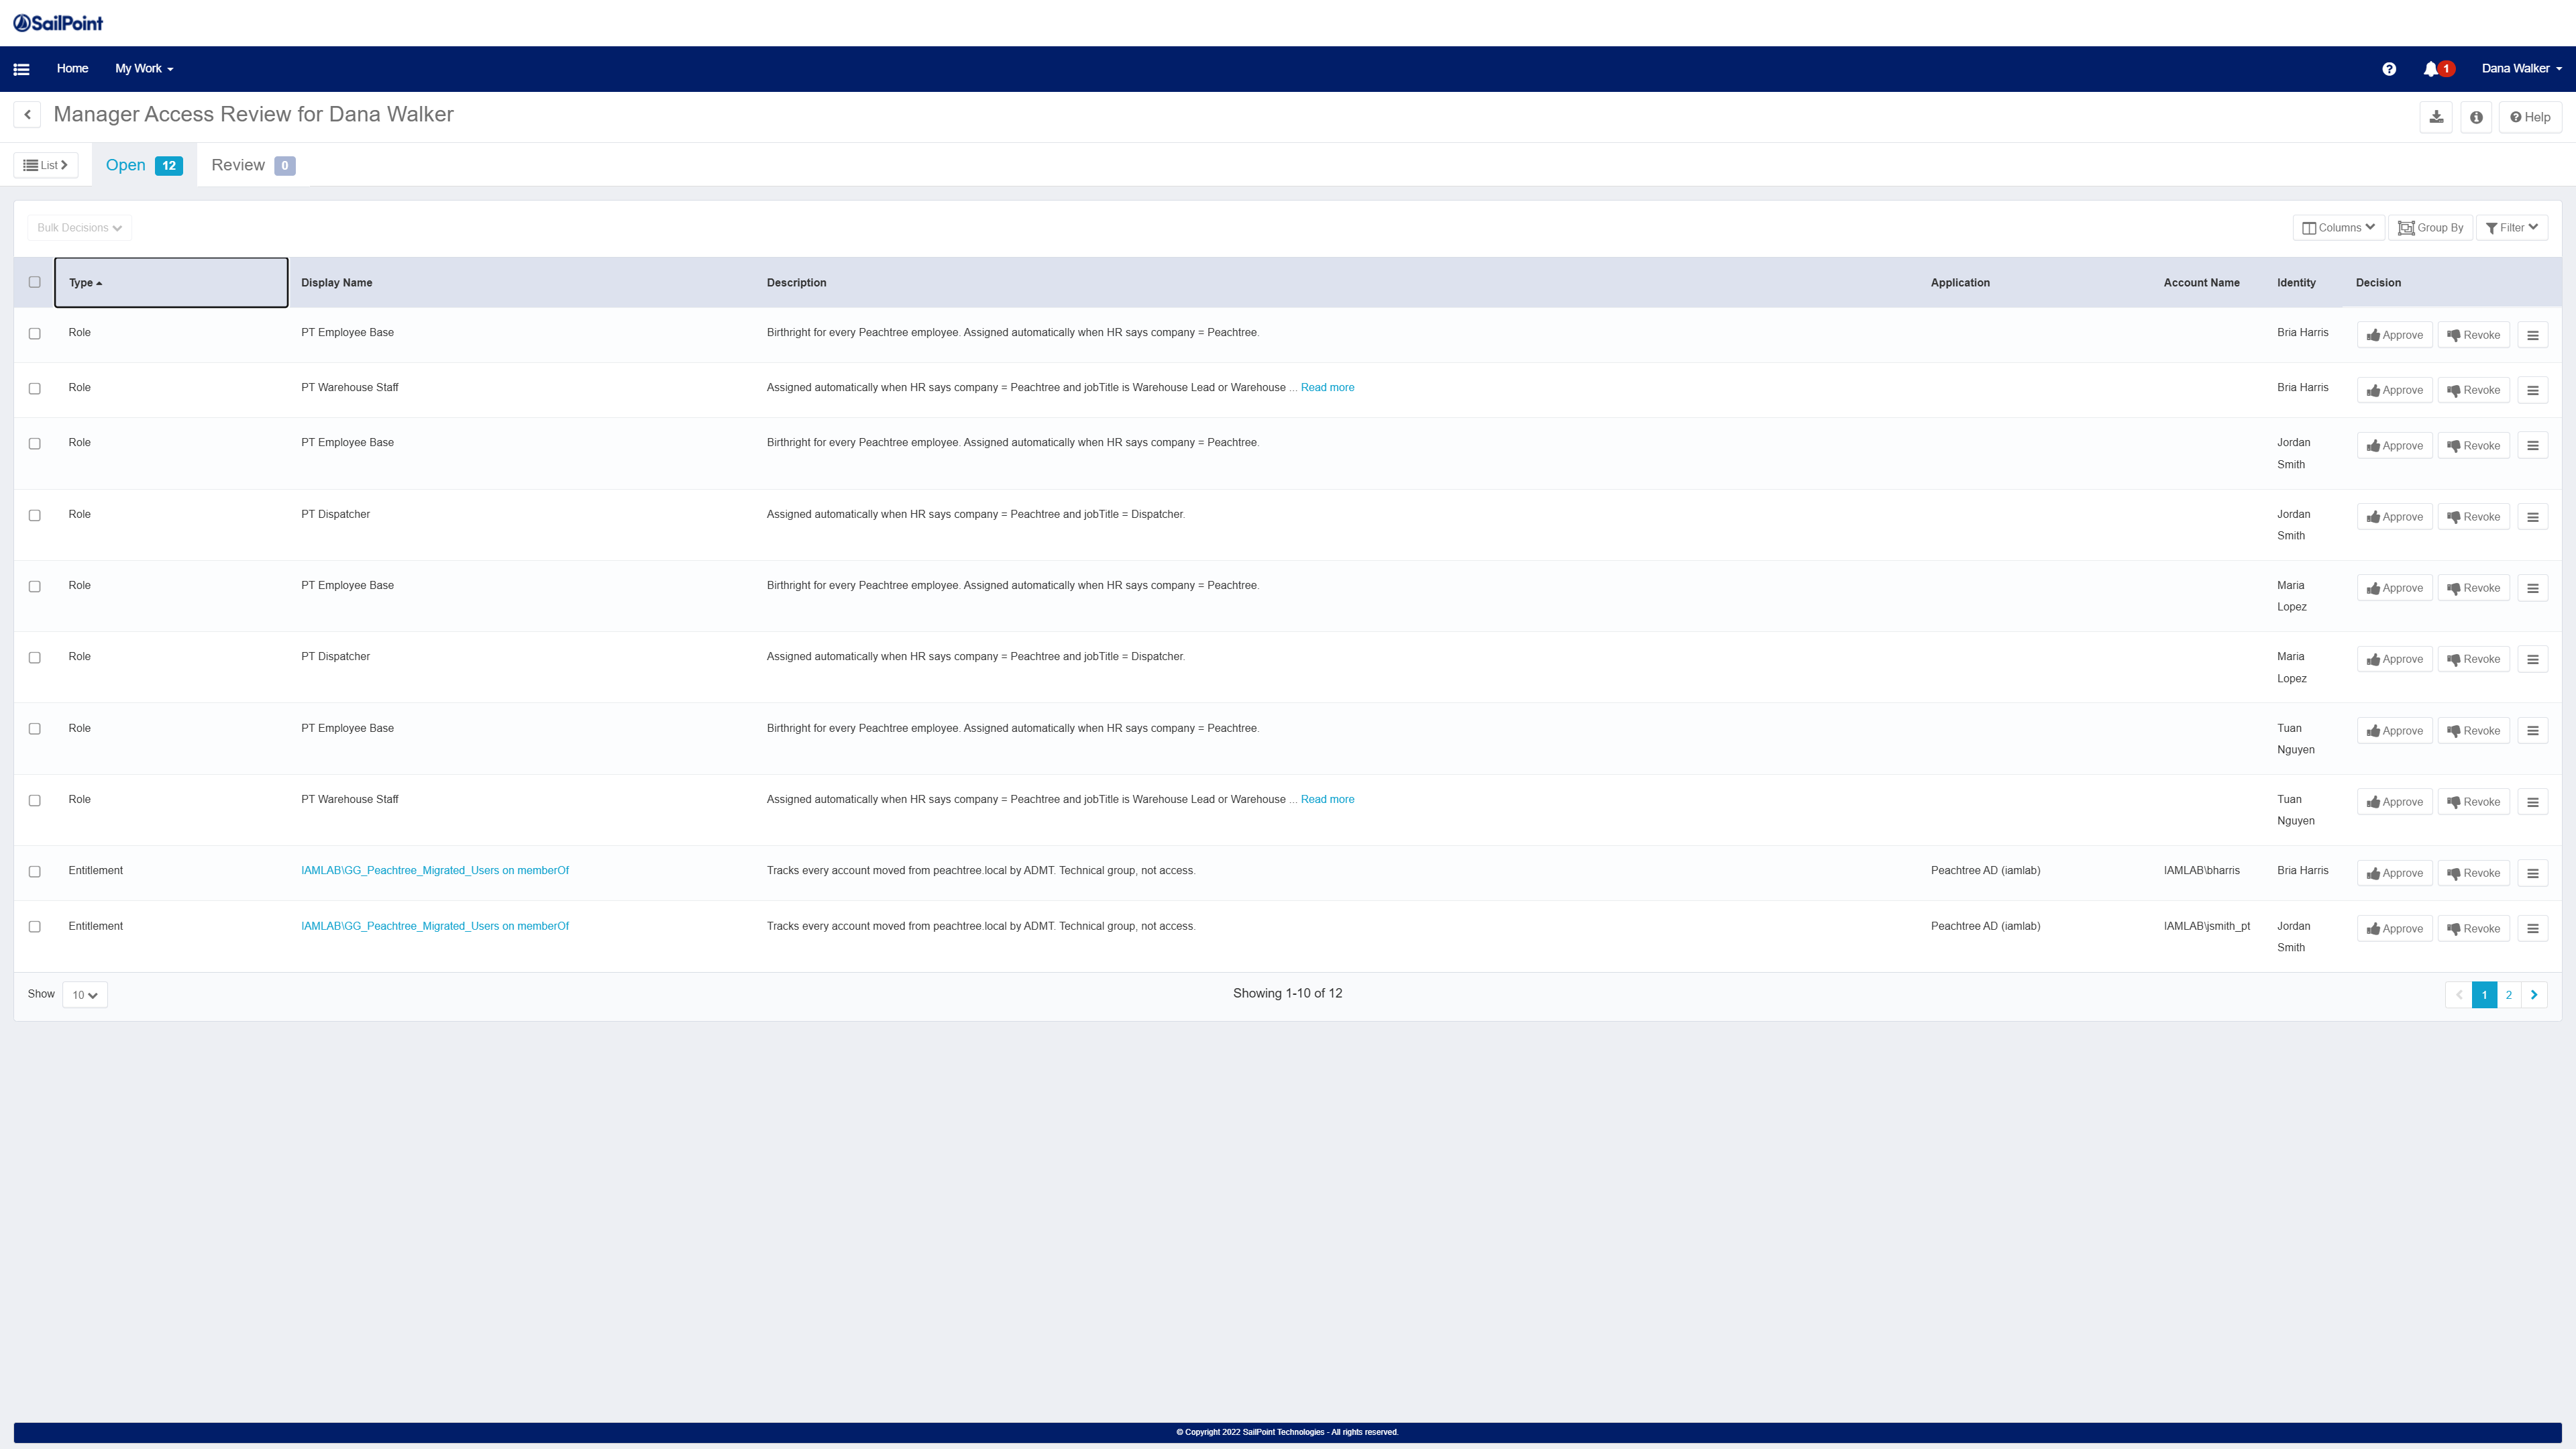 SailPoint
Home My Work ? 1 Dana Walker
Manager Access Review for Dana Walker Help
List Open 12 Review 0
Bulk Decisions Columns Group By Filter
Type Display Name Description Application Account Name Identity Decision
Role PT Employee Base Birthright for every Peachtree employee. Assigned automatically when HR says company = Peachtree. Bria Harris Approve Revoke
Role PT Warehouse Staff Assigned automatically when HR says company = Peachtree and jobTitle is Warehouse Lead or Warehouse ... Read more Bria Harris Approve Revoke
Role PT Employee Base Birthright for every Peachtree employee. Assigned automatically when HR says company = Peachtree. Jordan Approve Revoke
Smith
Role PT Dispatcher Assigned automatically when HR says company = Peachtree and jobTitle = Dispatcher. Jordan Approve Revoke
Smith
Role PT Employee Base Birthright for every Peachtree employee. Assigned automatically when HR says company = Peachtree. Maria Approve Revoke
Lopez
Role PT Dispatcher Assigned automatically when HR says company = Peachtree and jobTitle = Dispatcher. Maria Approve Revoke
Lopez
Role PT Employee Base Birthright for every Peachtree employee. Assigned automatically when HR says company = Peachtree. Tuan Approve Revoke
Nguyen
Role PT Warehouse Staff Assigned automatically when HR says company = Peachtree and jobTitle is Warehouse Lead or Warehouse ... Read more Tuan Approve Revoke
Nguyen
Entitlement IAMLAB\GG_Peachtree_Migrated_Users on memberOf Tracks every account moved from peachtree.local by ADMT. Technical group, not access. Peachtree AD (iamlab) IAMLAB\bharris Bria Harris Approve Revoke
Entitlement IAMLAB\GG_Peachtree_Migrated_Users on memberOf Tracks every account moved from peachtree.local by ADMT. Technical group, not access. Peachtree AD (iamlab) IAMLAB\jsmith_pt Jordan Approve Revoke
Smith
Show 10 Showing 1-10 of 12 1 2
© Copyright 2022 SailPoint Technologies - All rights reserved.